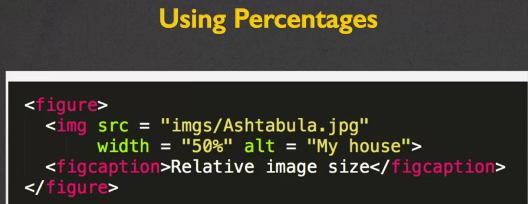 Using Percentages
<figure>
<img src = "imgs/Ashtabula.jpg"
width = "50%" alt = "My house">
<figcaption>Relative image size</figcaption>
</figure>